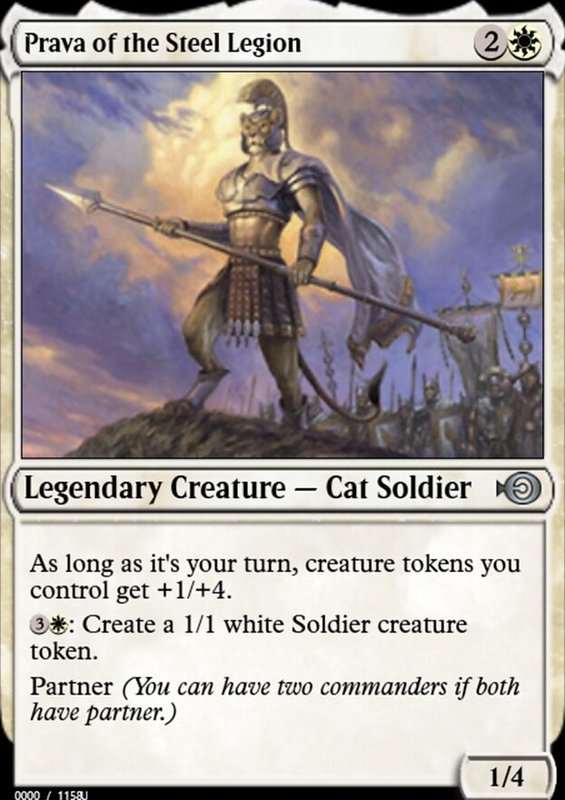 Prava of the Steel Legion 2
Legendary Creature — Cat Soldier
As long as it's your turn, creature tokens you
control get +1/+4.
3: Create a 1/1 white Soldier creature
token.
Partner (You can have two commanders if both
have partner.)
1/4
0000 / 1158U